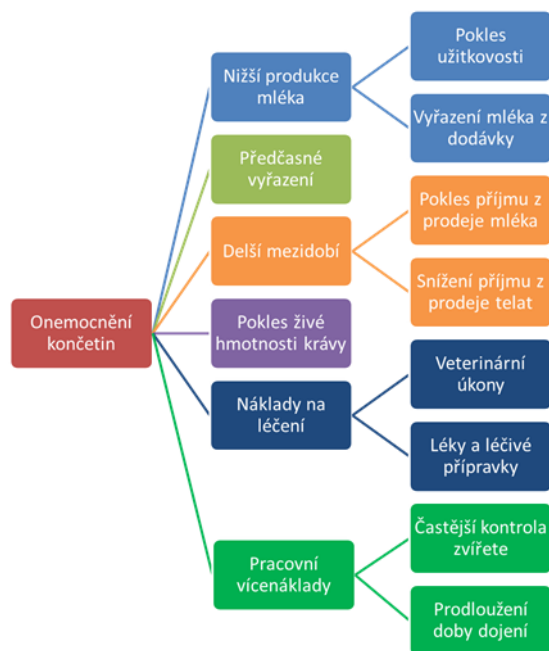 Pokles
užitkovosti
Nižší produkce
mléka
Vyřazení mléka z
dodávky
Předčasné
vyřazení
Pokles příjmu z
prodeje mléka
Delší mezidobí
Snížení příjmu z
prodeje telat
Onemocnění
končetin
Pokles živé
hmotnosti krávy
Veterinární
úkony
Náklady na
léčení
Léky a léčivé
přípravky
Častější kontrola
zvířete
Pracovní
vícenáklady
Prodloužení
doby dojení